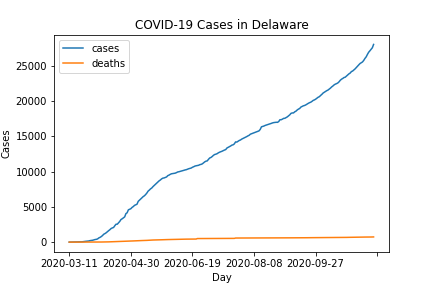 COVID-19 Cases in Delaware
cases
deaths
25000
20000
15000
10000
5000
0
Cases
2020-03-11 2020-04-30 2020-06-19 2020-08-08 2020-09-27
Day